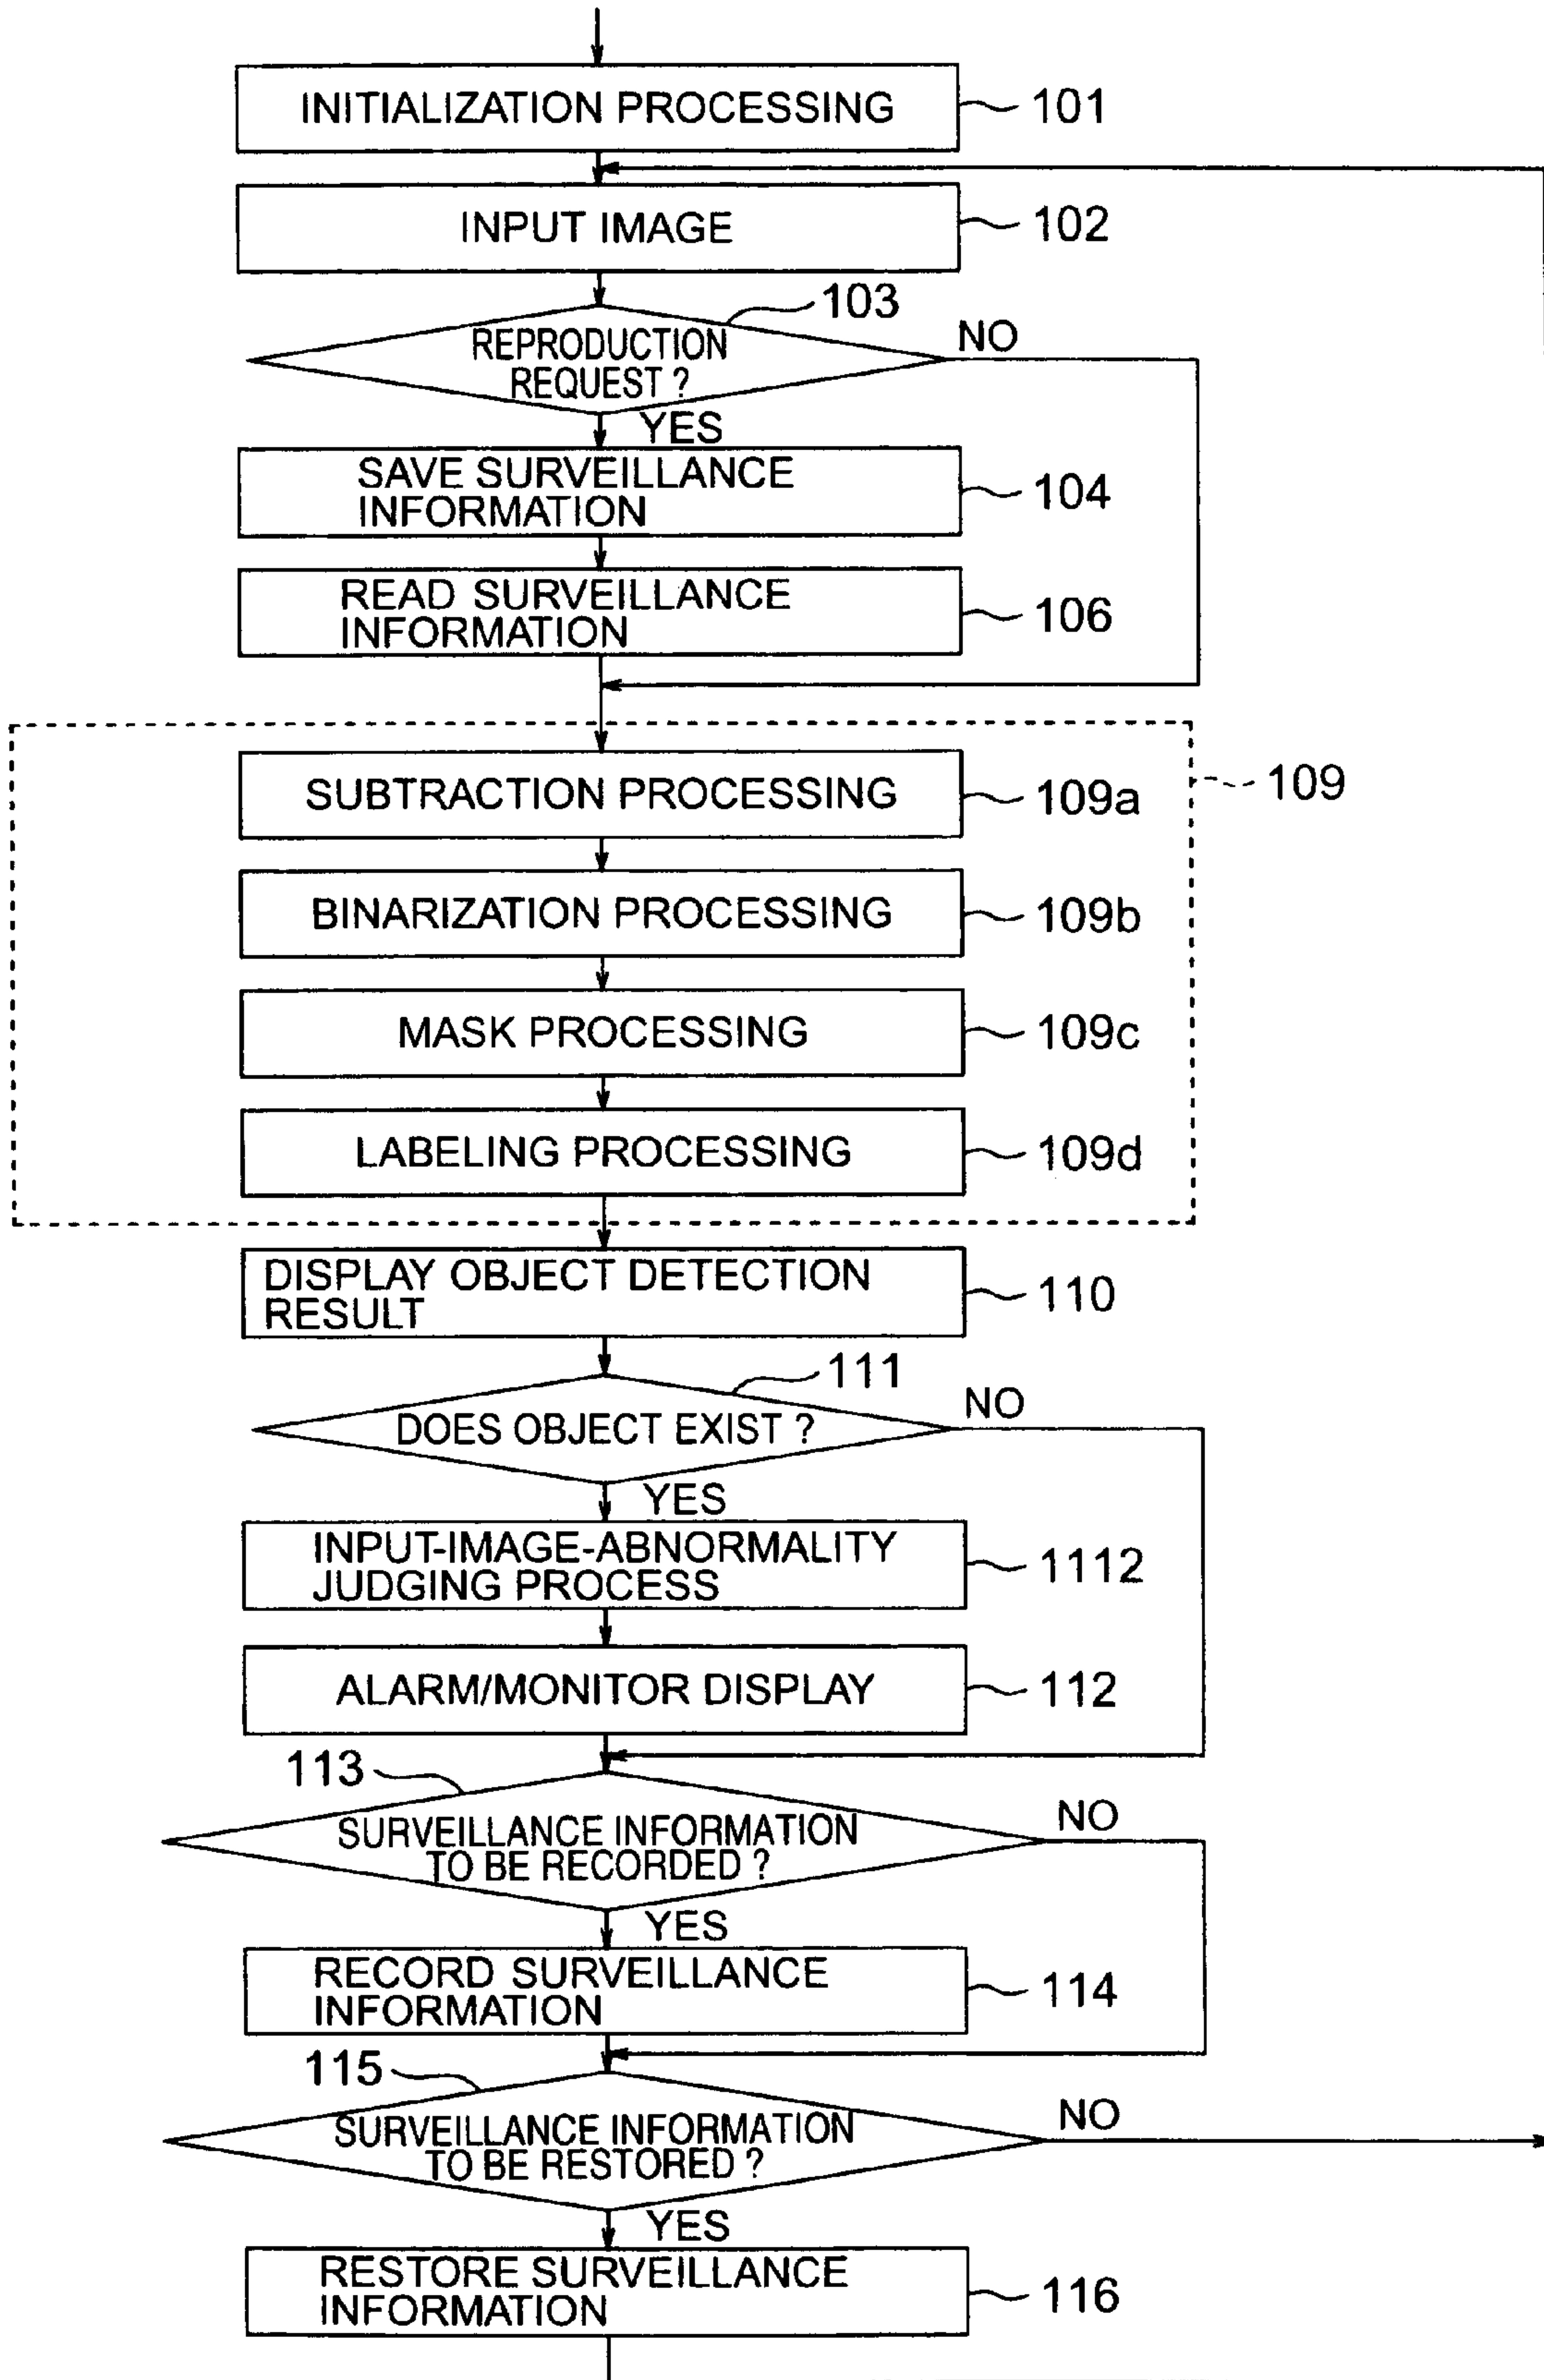 INITIALIZATION PROCESSING
101
INPUT IMAGE
102
103
REPRODUCTION
REQUEST ?
NO
YES
SAVE SURVEILLANCE
INFORMATION
104
READ SURVEILLANCE
INFORMATION
106
109
SUBTRACTION PROCESSING
109a
BINARIZATION PROCESSING
109b
MASK PROCESSING
109c
LABELING PROCESSING
109d
DISPLAY OBJECT DETECTION
RESULT
110
111
DOES OBJECT EXIST ?
NO
YES
INPUT-IMAGE-ABNORMALITY
JUDGING PROCESS
1112
ALARM/MONITOR DISPLAY
112
113
SURVEILLANCE INFORMATION
TO BE RECORDED ?
NO
YES
RECORD SURVEILLANCE
INFORMATION
114
115
SURVEILLANCE INFORMATION
TO BE RESTORED ?
NO
YES
RESTORE SURVEILLANCE
INFORMATION
116